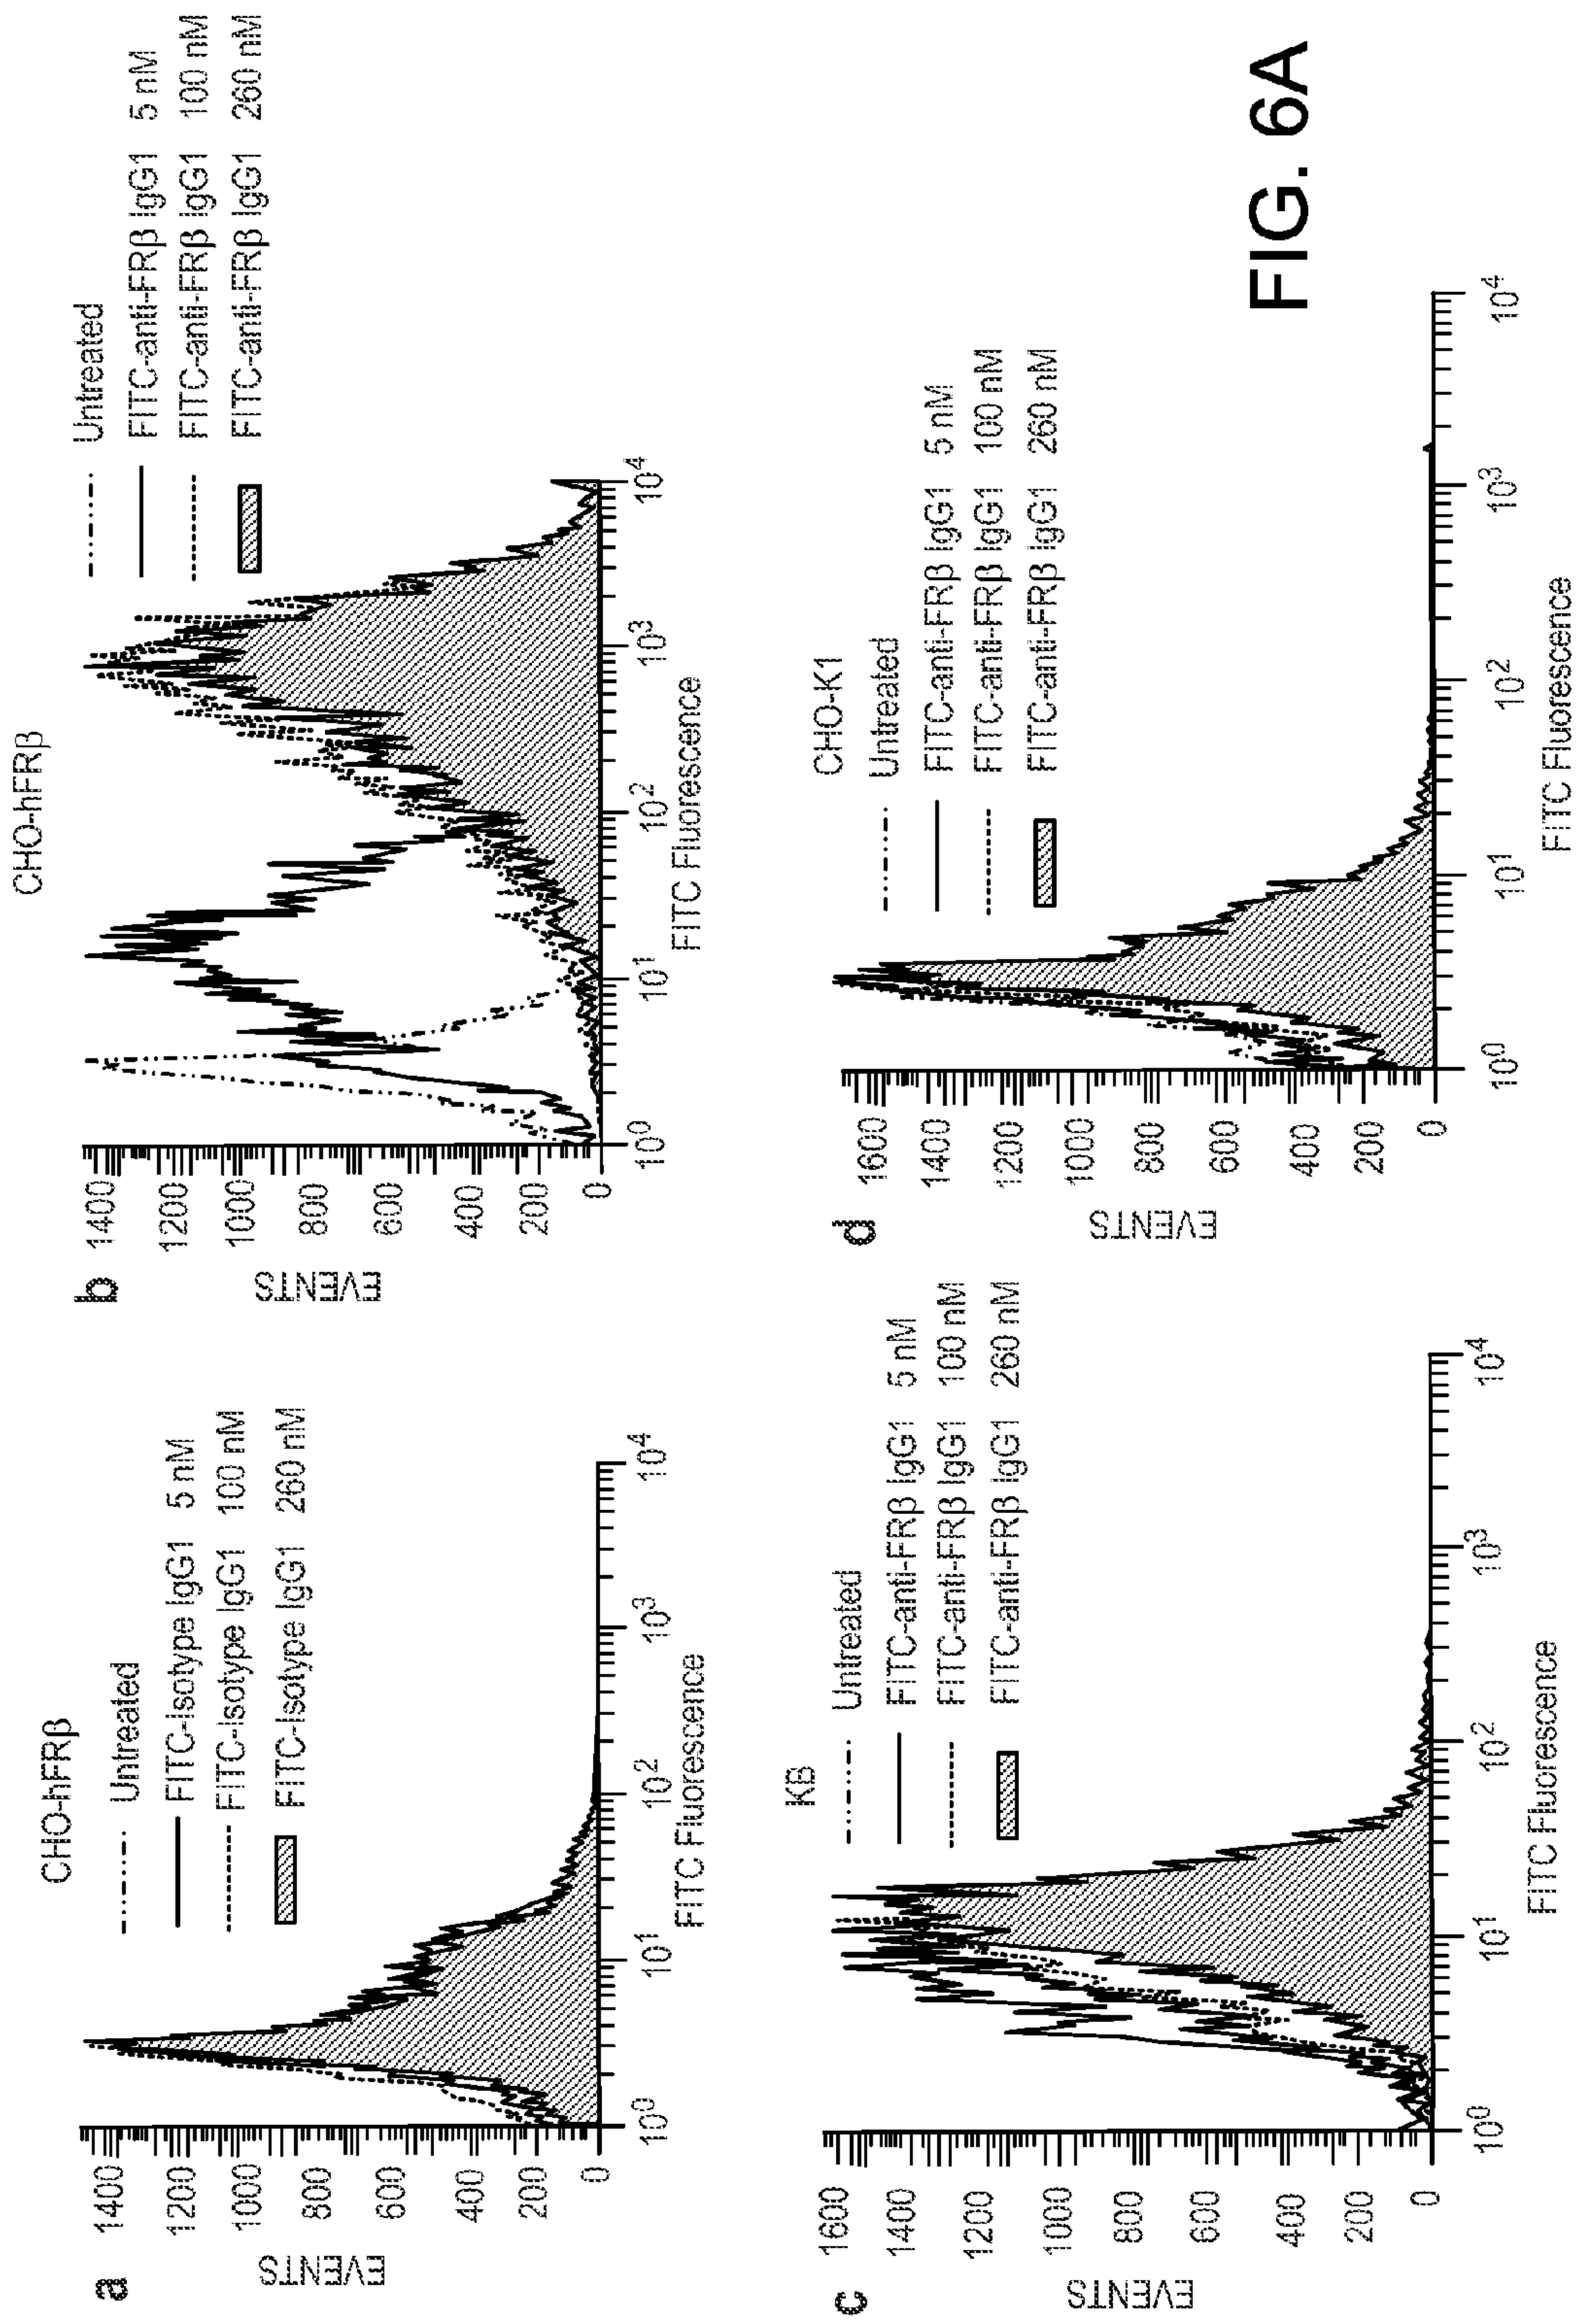 a
CHO-hFRβ
Untreated
FITC-Isotype IgG1 5 nM
FITC-Isotype IgG1 100 nM
FITC-Isotype IgG1 260 nM
EVENTS
1400
1200
1000
800
600
400
200
0
10⁰ 10¹ 10² 10³ 10⁴
FITC Fluorescence
b
CHO-hFRβ
Untreated
FITC-anti-FRβ IgG1 5 nM
FITC-anti-FRβ IgG1 100 nM
FITC-anti-FRβ IgG1 260 nM
EVENTS
1400
1200
1000
800
600
400
200
0
10⁰ 10¹ 10² 10³ 10⁴
FITC Fluorescence
c
KB
Untreated
FITC-anti-FRβ IgG1 5 nM
FITC-anti-FRβ IgG1 100 nM
FITC-anti-FRβ IgG1 260 nM
EVENTS
1600
1400
1200
1000
800
600
400
200
0
10⁰ 10¹ 10² 10³ 10⁴
FITC Fluorescence
d
CHO-K1
Untreated
FITC-anti-FRβ IgG1 5 nM
FITC-anti-FRβ IgG1 100 nM
FITC-anti-FRβ IgG1 260 nM
EVENTS
1600
1400
1200
1000
800
600
400
200
0
10⁰ 10¹ 10² 10³ 10⁴
FITC Fluorescence
FIG. 6A